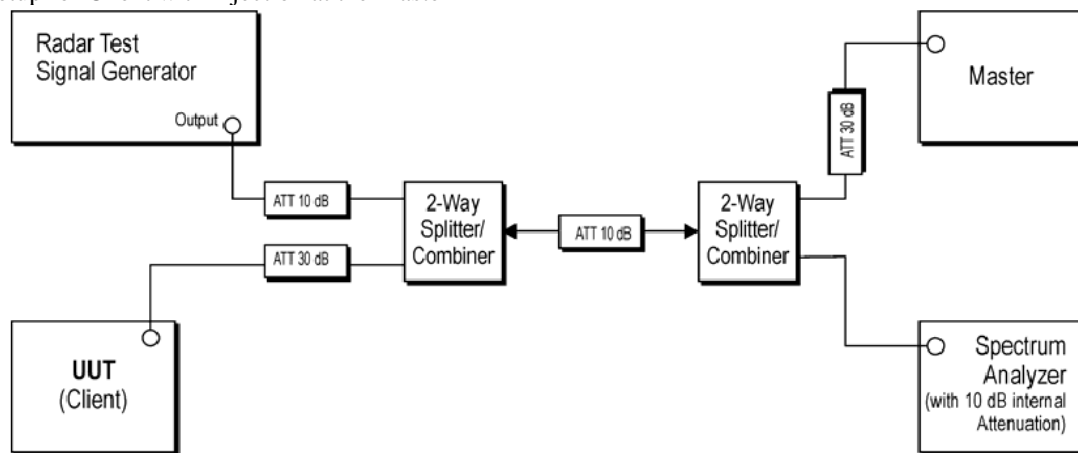 Radar Test
Signal Generator
Output
ATT 10 dB
ATT 30 dB
2-Way
Splitter/
Combiner
ATT 10 dB
2-Way
Splitter/
Combiner
ATT 30 dB
Master
UUT
(Client)
Spectrum
Analyzer
(with 10 dB internal
Attenuation)